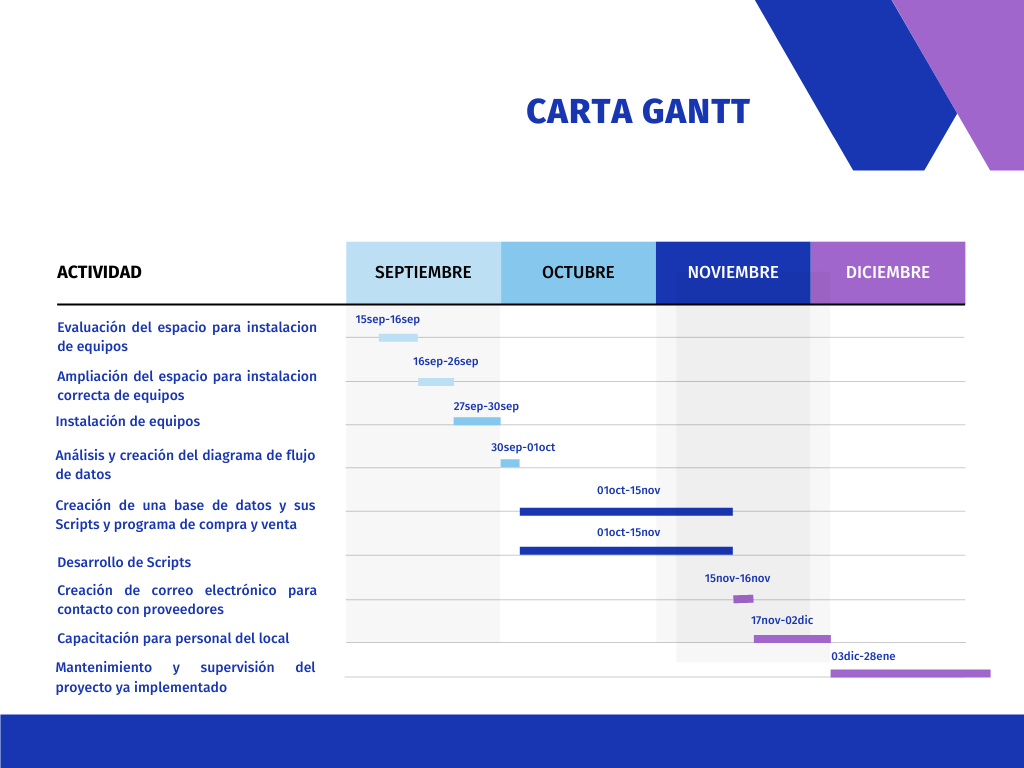 CARTA GANTT
ACTIVIDAD
SEPTIEMBRE
OCTUBRE
NOVIEMBRE
DICIEMBRE
Evaluación del espacio para instalacion
de equipos
15sep-16sep
Ampliación del espacio para instalacion
correcta de equipos
16sep-26sep
Instalación de equipos
27sep-30sep
Análisis y creación del diagrama de flujo
de datos
30sep-01oct
Creación de una base de datos y sus
Scripts y programa de compra y venta
01oct-15nov
Desarrollo de Scripts
01oct-15nov
Creación de correo electrónico para
contacto con proveedores
15nov-16nov
Capacitación para personal del local
17nov-02dic
Mantenimiento y supervisión del
proyecto ya implementado
03dic-28ene